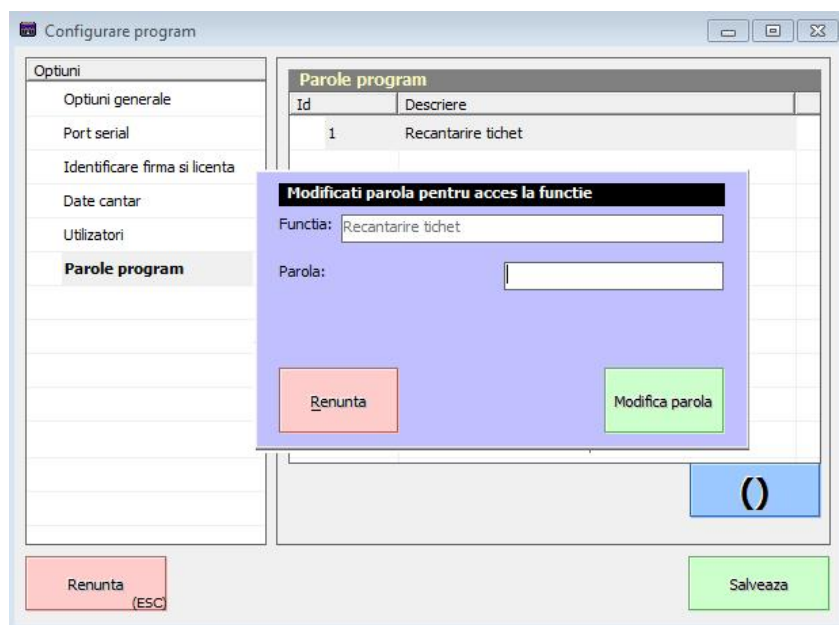 Configurare program
Optiuni
Optiuni generale
Port serial
Identificare firma si licenta
Date cantar
Utilizatori
Parole program
Parole program
Id Descriere
1 Recantarire tichet
Modificati parola pentru acces la functie
Functia: Recantarire tichet
Parola:
Renunta
Modifica parola
()
Renunta
(ESC)
Salveaza